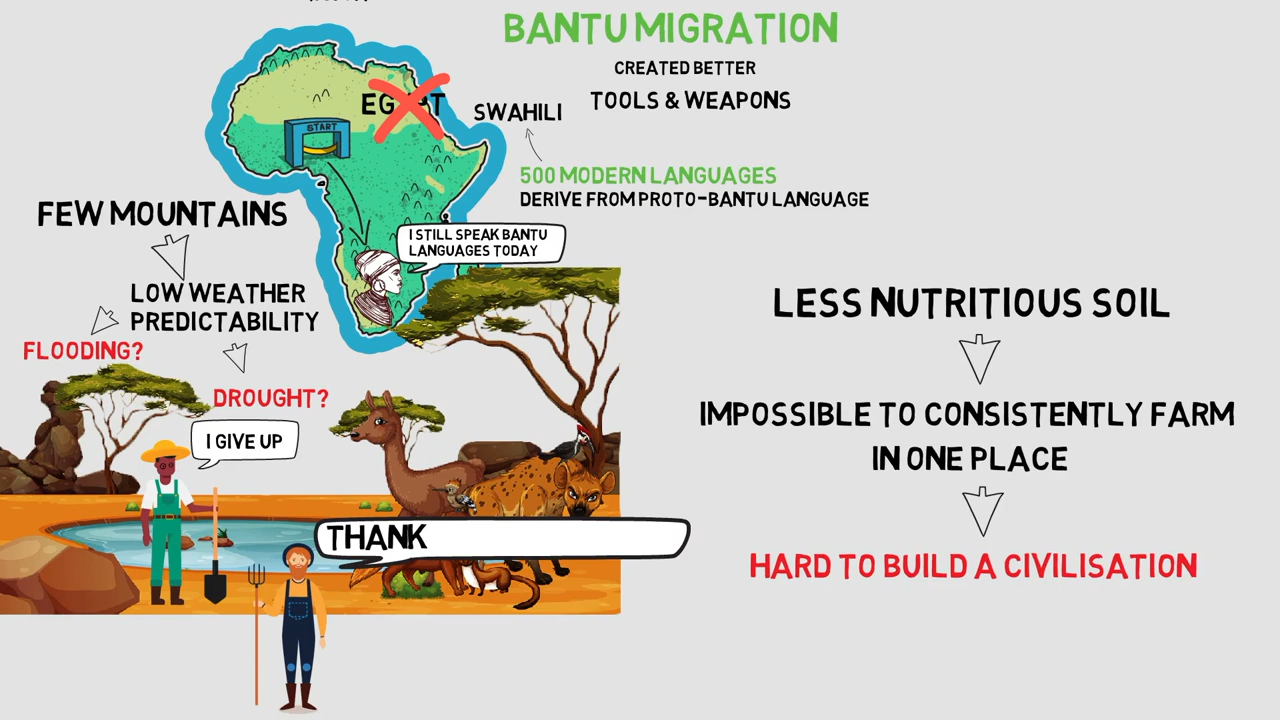 BANTU MIGRATION
CREATED BETTER
TOOLS & WEAPONS
EGYPT
SWAHILI
START
500 MODERN LANGUAGES
DERIVE FROM PROTO-BANTU LANGUAGE
FEW MOUNTAINS
I STILL SPEAK BANTU
LANGUAGES TODAY
LOW WEATHER
PREDICTABILITY
FLOODING?
DROUGHT?
I GIVE UP
THANK
LESS NUTRITIOUS SOIL
IMPOSSIBLE TO CONSISTENTLY FARM
IN ONE PLACE
HARD TO BUILD A CIVILISATION